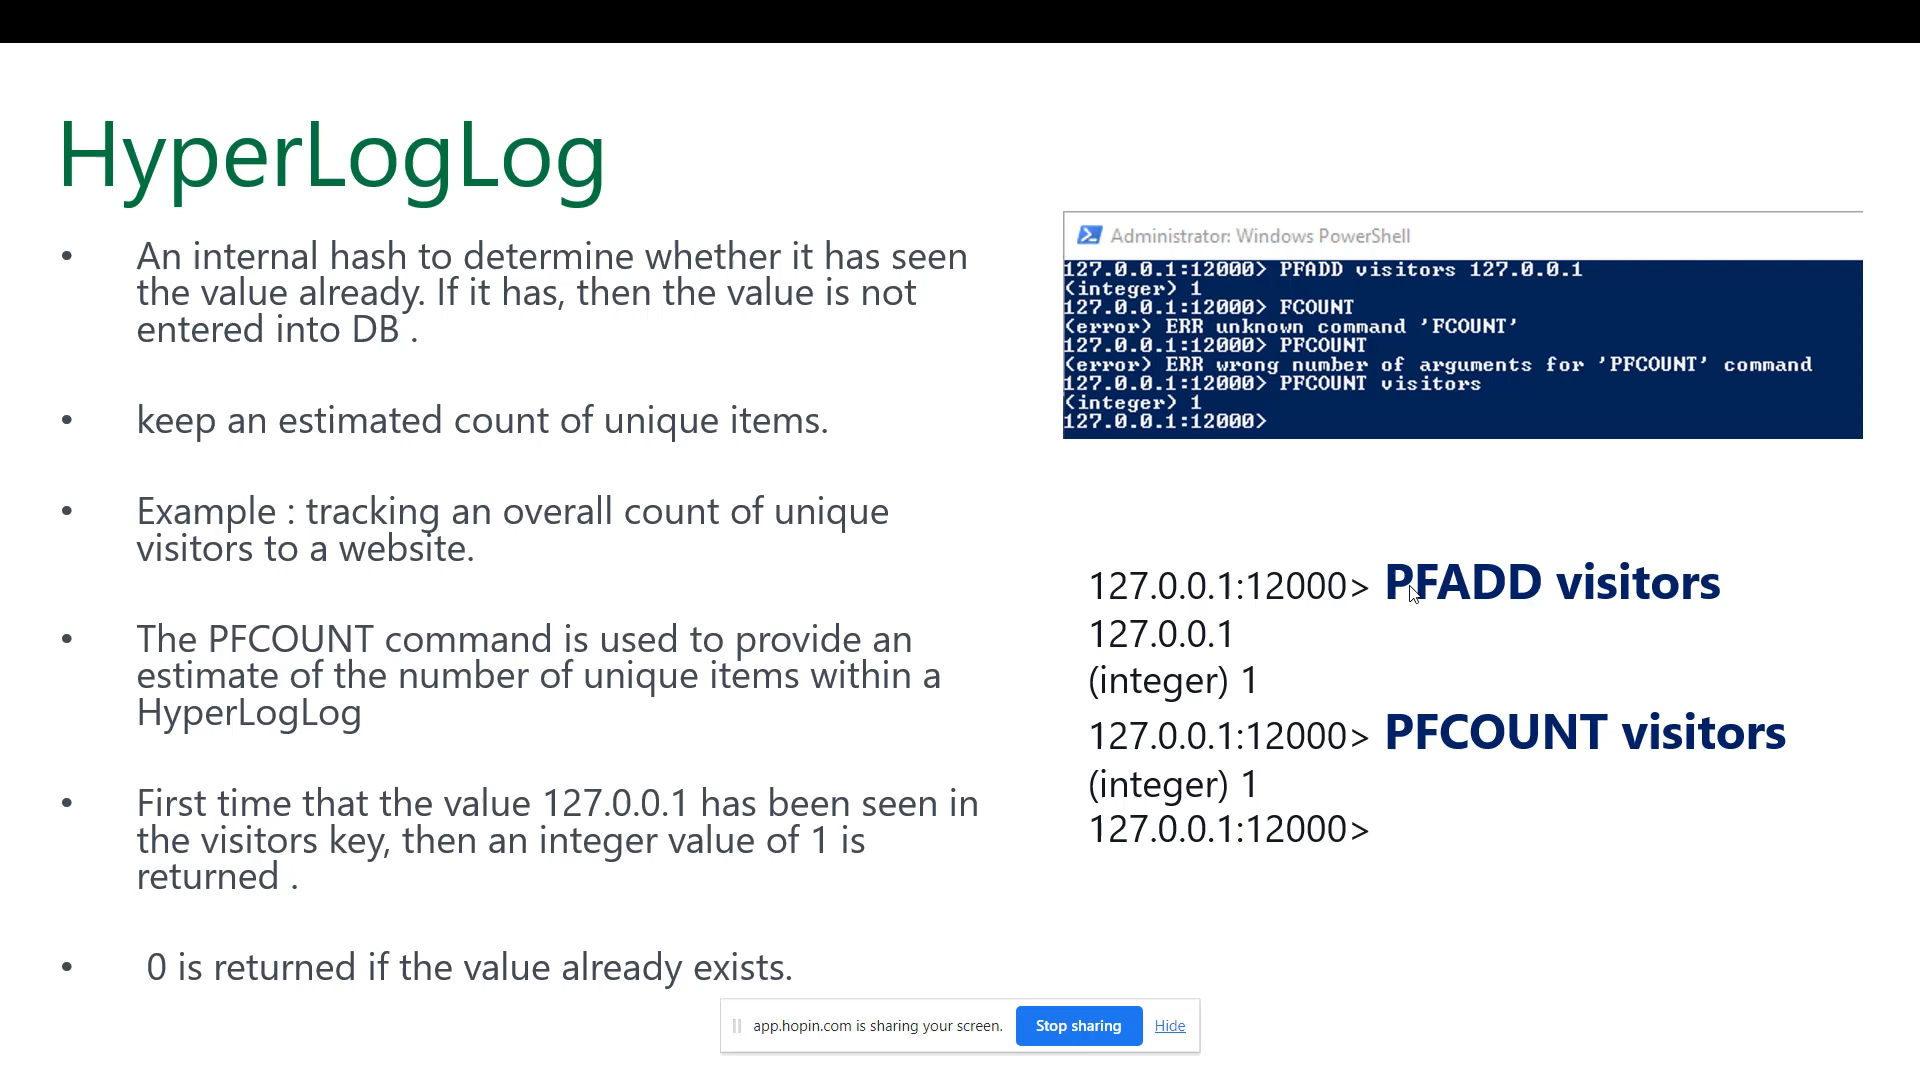 HyperLogLog
• An internal hash to determine whether it has seen
the value already. If it has, then the value is not
entered into DB .
• keep an estimated count of unique items.
• Example : tracking an overall count of unique
visitors to a website.
• The PFCOUNT command is used to provide an
estimate of the number of unique items within a
HyperLogLog
• First time that the value 127.0.0.1 has been seen in
the visitors key, then an integer value of 1 is
returned .
• 0 is returned if the value already exists.
Administrator: Windows PowerShell
127.0.0.1:12000> PFADD visitors 127.0.0.1
(integer) 1
127.0.0.1:12000> FCOUNT
(error) ERR unknown command 'FCOUNT'
127.0.0.1:12000> PFCOUNT
(error) ERR wrong number of arguments for 'PFCOUNT' command
127.0.0.1:12000> PFCOUNT visitors
(integer) 1
127.0.0.1:12000>
127.0.0.1:12000> PFADD visitors
127.0.0.1
(integer) 1
127.0.0.1:12000> PFCOUNT visitors
(integer) 1
127.0.0.1:12000>
app.hopin.com is sharing your screen. Stop sharing Hide